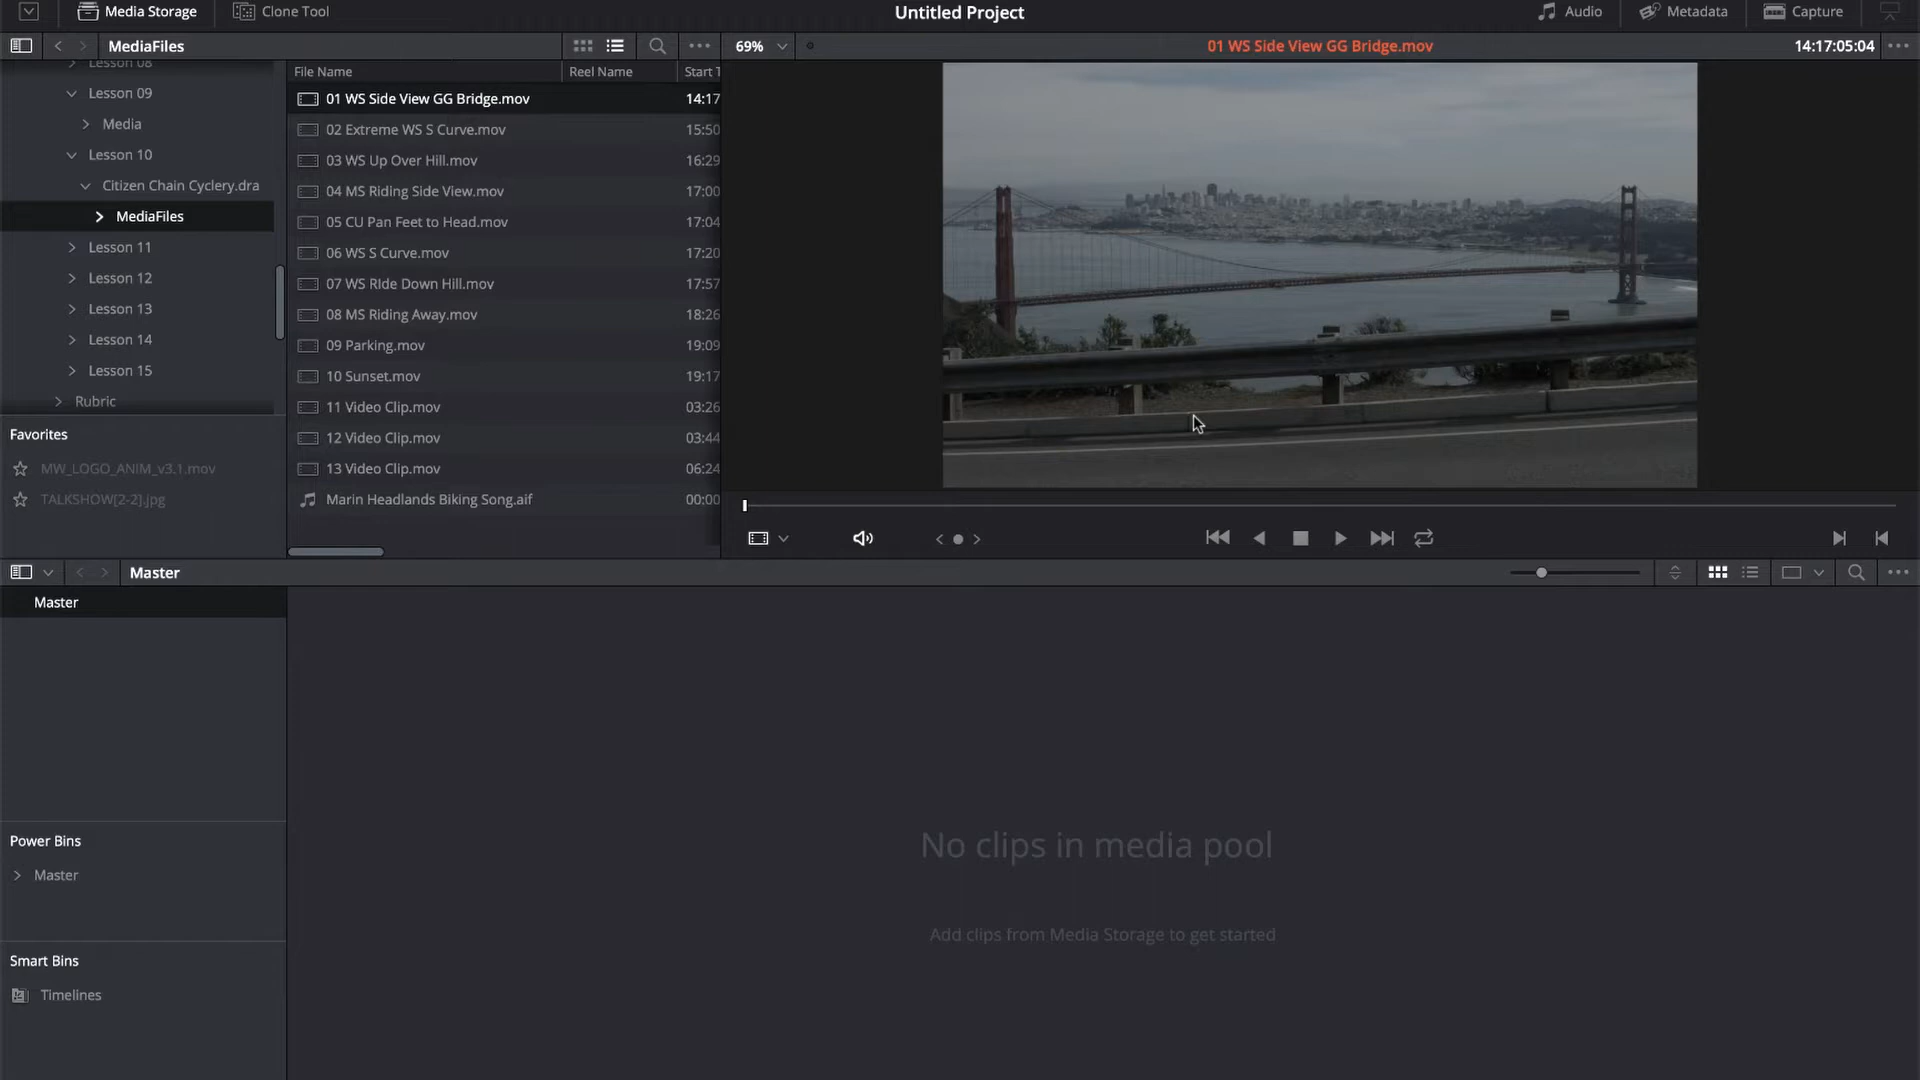 Media Storage
Clone Tool
Untitled Project
Audio
Metadata
Capture
MediaFiles
69%
01 WS Side View GG Bridge.mov
14:17:05:04
Lesson 08
Lesson 09
Media
Lesson 10
Citizen Chain Cyclery.dra
MediaFiles
Lesson 11
Lesson 12
Lesson 13
Lesson 14
Lesson 15
Rubric
Favorites
MW_LOGO_ANIM_v3.1.mov
TALKSHOW[2-2].jpg
File Name Reel Name Start T
01 WS Side View GG Bridge.mov 14:17
02 Extreme WS S Curve.mov 15:50
03 WS Up Over Hill.mov 16:29
04 MS Riding Side View.mov 17:00
05 CU Pan Feet to Head.mov 17:04
06 WS S Curve.mov 17:20
07 WS RIde Down Hill.mov 17:57
08 MS Riding Away.mov 18:26
09 Parking.mov 19:09
10 Sunset.mov 19:17
11 Video Clip.mov 03:26
12 Video Clip.mov 03:44
13 Video Clip.mov 06:24
Marin Headlands Biking Song.aif 00:00
Master
Master
Power Bins
Master
Smart Bins
Timelines
No clips in media pool
Add clips from Media Storage to get started